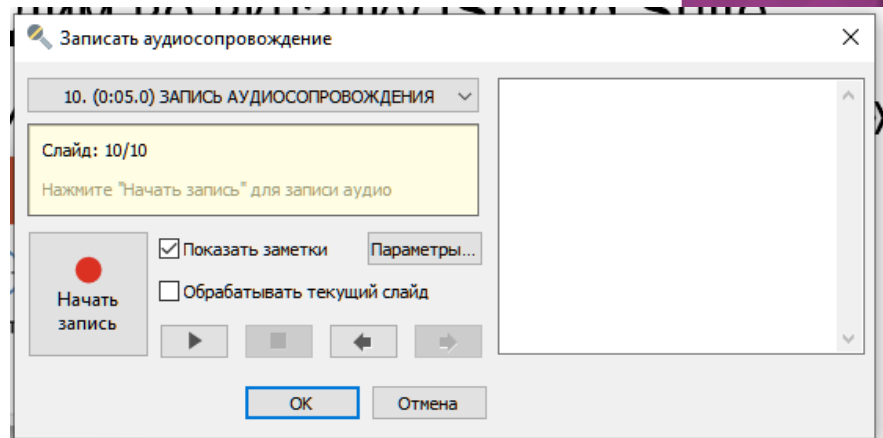 Записать аудиосопровождение
10. (0:05.0) ЗАПИСЬ АУДИОСОПРОВОЖДЕНИЯ
Слайд: 10/10
Нажмите "Начать запись" для записи аудио
Показать заметки
Параметры...
Обрабатывать текущий слайд
Начать
запись
OK
Отмена